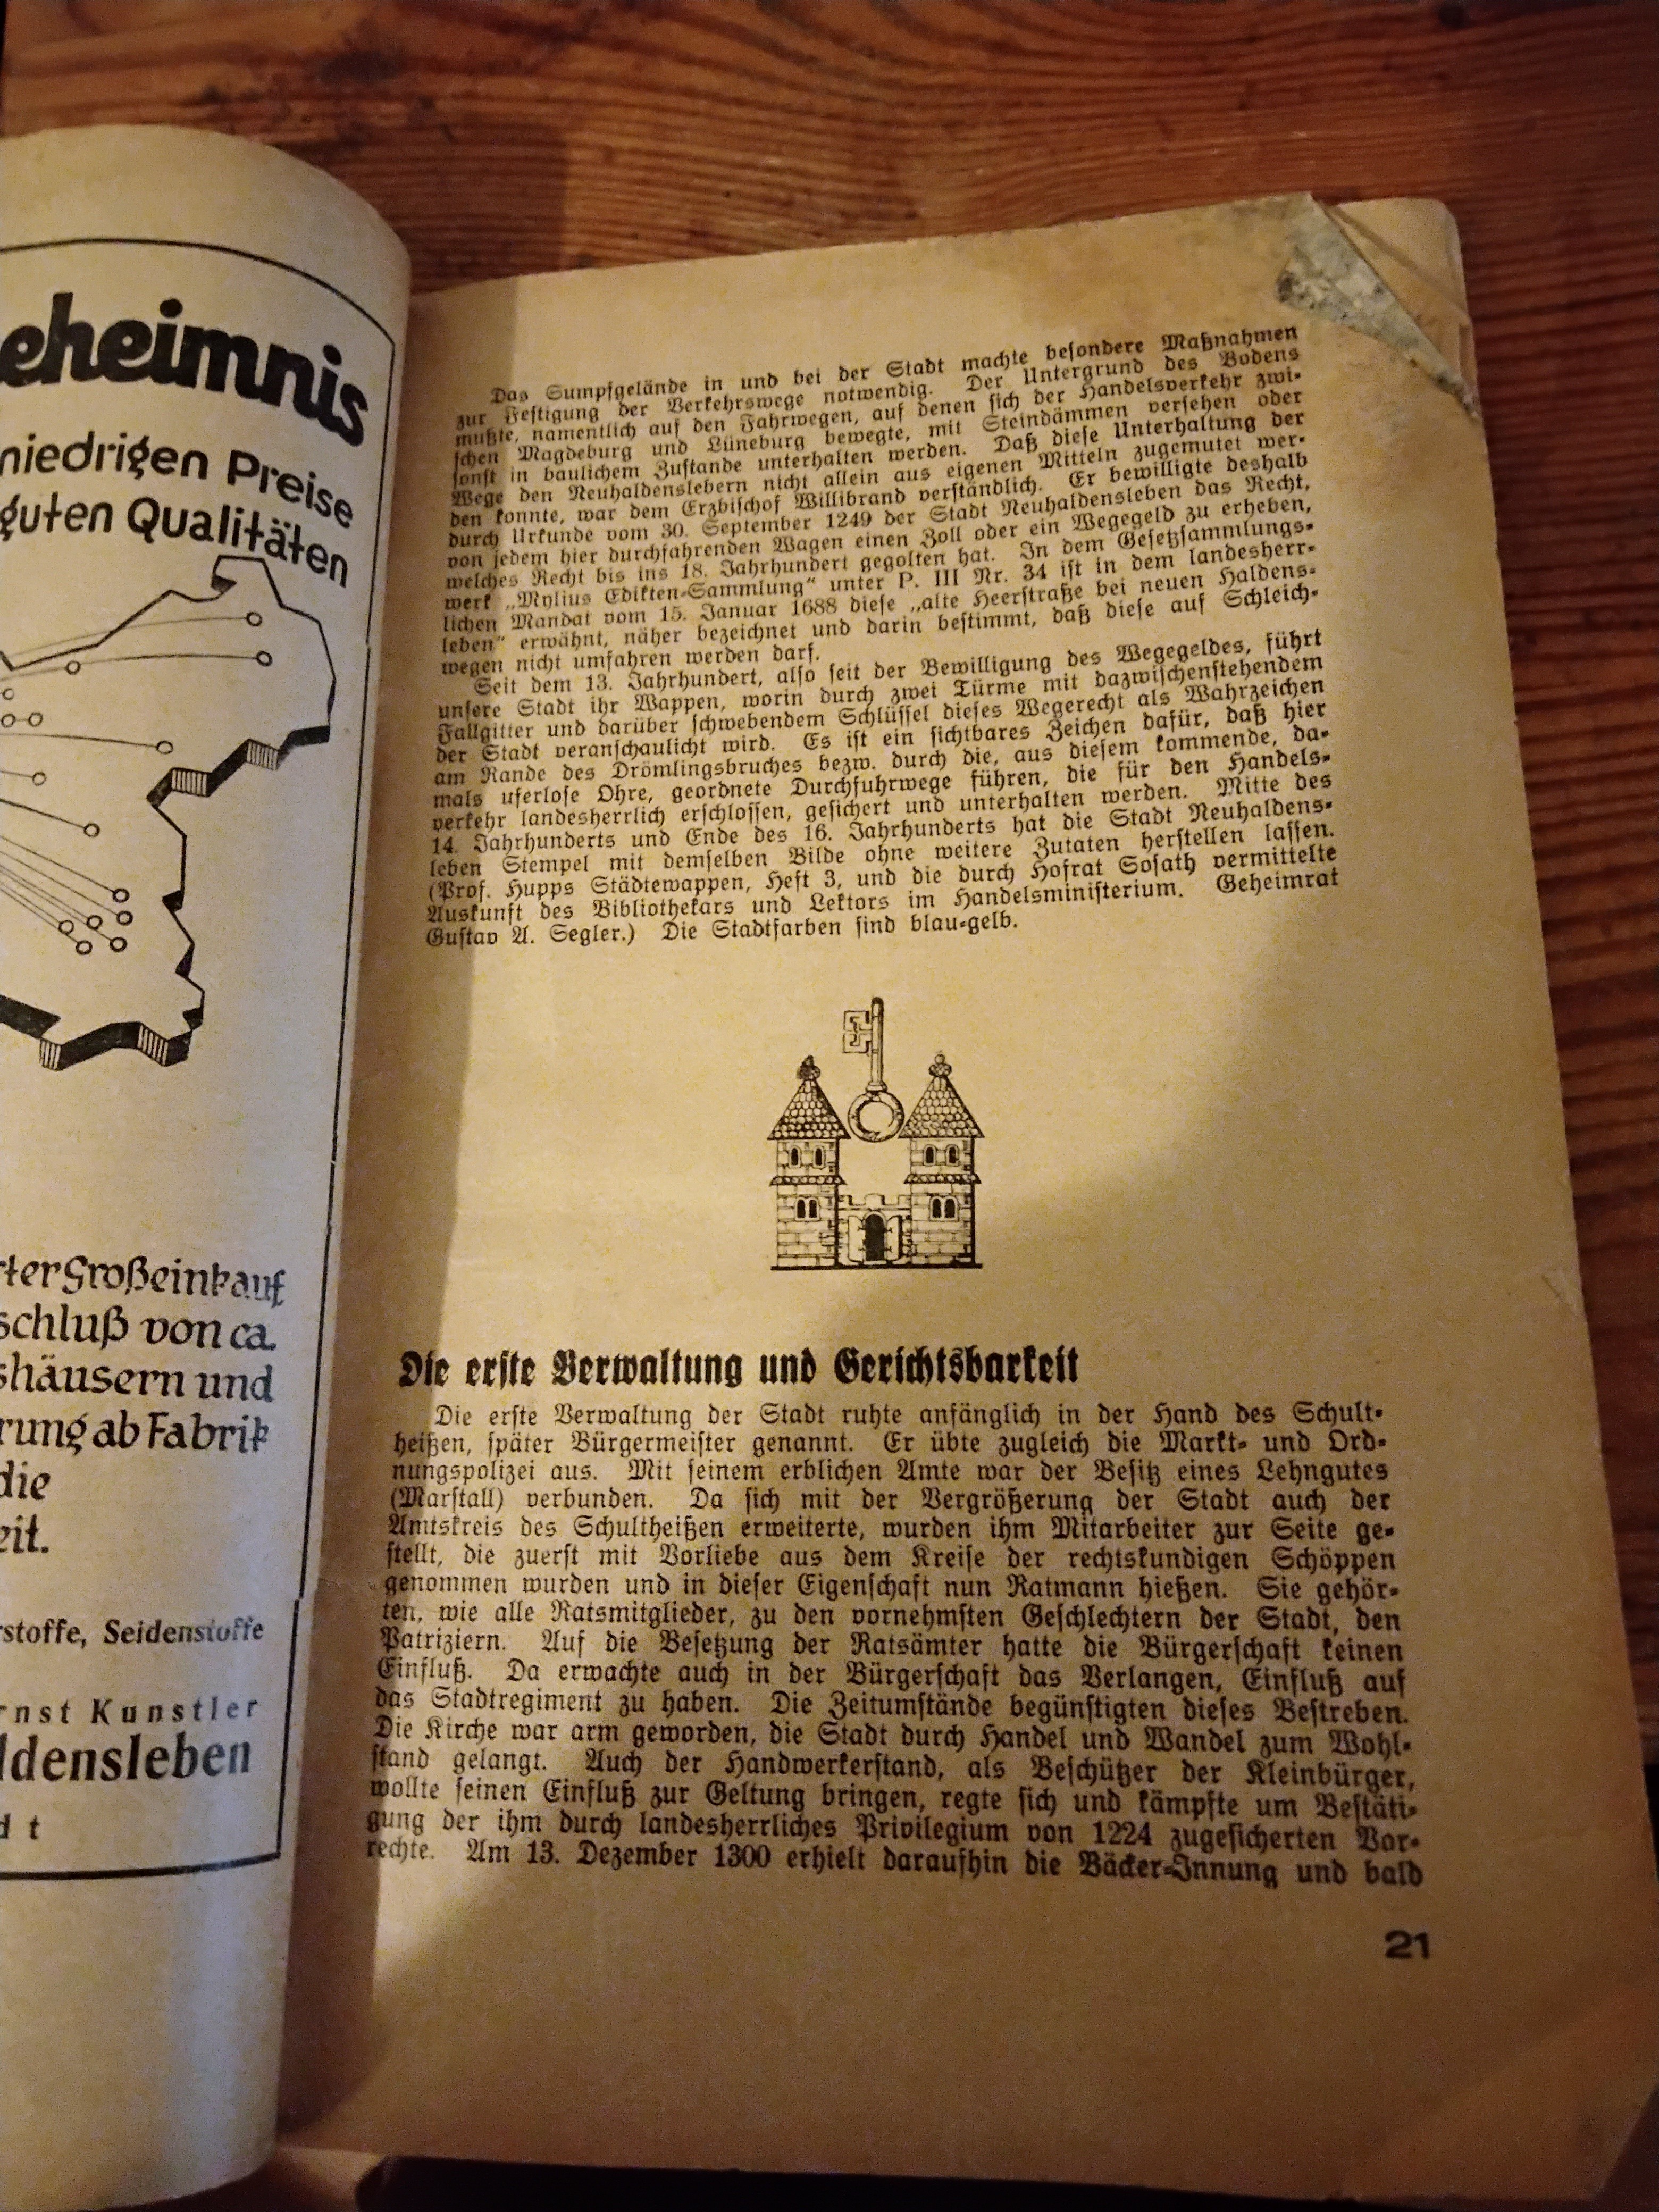 eheimnis
niedrigen Preise
guten Qualitäten
rter Großeinkauf
schluß von ca.
shäusern und
rung ab Fabrik
die
eit.
rstoffe, Seidenstoffe
rnst Kunstler
ldensleben
d t
Das Sumpfgelände in und bei der Stadt machte besondere Maßnahmen
zur Festigung der Verkehrswege notwendig. Der Untergrund des Bodens
mußte, namentlich auf den Fahrwegen, auf denen sich der Handelsverkehr zwi-
schen Magdeburg und Lüneburg bewegte, mit Steindämmen versehen oder
sonst in baulichem Zustande unterhalten werden. Daß diese Unterhaltung der
Wege den Neuhaldenslebern nicht allein aus eigenen Mitteln zugemutet wer-
den konnte, war dem Erzbischof Willibrand verständlich. Er bewilligte deshalb
durch Urkunde vom 30. September 1249 der Stadt Neuhaldensleben das Recht,
von jedem hier durchfahrenden Wagen einen Zoll oder ein Wegegeld zu erheben,
welches Recht bis ins 18. Jahrhundert gegolten hat. In dem Gesetzsammlungs-
werk „Mylius Edikten-Sammlung“ unter P. III Nr. 34 ist in dem landesherr-
lichen Mandat vom 15. Januar 1688 diese „alte Heerstraße bei neuen Haldens-
leben“ erwähnt, näher bezeichnet und darin bestimmt, daß diese auf Schleich-
wegen nicht umfahren werden darf.
Seit dem 13. Jahrhundert, also seit der Bewilligung des Wegegeldes, führt
unsere Stadt ihr Wappen, worin durch zwei Türme mit dazwischenstehendem
Fallgitter und darüber schwebendem Schlüssel dieses Wegerecht als Wahrzeichen
der Stadt veranschaulicht wird. Es ist ein sichtbares Zeichen dafür, daß hier
am Rande des Drömlingsbruches bezw. durch die, aus diesem kommende, da-
mals uferlose Ohre, geordnete Durchfuhrwege führen, die für den Handels-
verkehr landesherrlich erschlossen, gesichert und unterhalten werden. Mitte des
14. Jahrhunderts und Ende des 16. Jahrhunderts hat die Stadt Neuhaldens-
leben Stempel mit demselben Bilde ohne weitere Zutaten herstellen lassen.
(Prof. Hupps Städtewappen, Heft 3, und die durch Hofrat Sosath vermittelte
Auskunft des Bibliothekars und Lektors im Handelsministerium. Geheimrat
Gustav A. Segler.) Die Stadtfarben sind blau-gelb.
Die erste Verwaltung und Gerichtsbarkeit
Die erste Verwaltung der Stadt ruhte anfänglich in der Hand des Schult-
heißen, später Bürgermeister genannt. Er übte zugleich die Markt- und Ord-
nungspolizei aus. Mit seinem erblichen Amte war der Besitz eines Lehngutes
(Marstall) verbunden. Da sich mit der Vergrößerung der Stadt auch der
Amtskreis des Schultheißen erweiterte, wurden ihm Mitarbeiter zur Seite ge-
stellt, die zuerst mit Vorliebe aus dem Kreise der rechtskundigen Schöppen
genommen wurden und in dieser Eigenschaft nun Ratmann hießen. Sie gehör-
ten, wie alle Ratsmitglieder, zu den vornehmsten Geschlechtern der Stadt, den
Patriziern. Auf die Besetzung der Ratsämter hatte die Bürgerschaft keinen
Einfluß. Da erwachte auch in der Bürgerschaft das Verlangen, Einfluß auf
das Stadtregiment zu haben. Die Zeitumstände begünstigten dieses Bestreben.
Die Kirche war arm geworden, die Stadt durch Handel und Wandel zum Wohl-
stand gelangt. Auch der Handwerkerstand, als Beschützer der Kleinbürger,
wollte seinen Einfluß zur Geltung bringen, regte sich und kämpfte um Bestäti-
gung der ihm durch landesherrliches Privilegium von 1224 zugesicherten Vor-
rechte. Am 13. Dezember 1300 erhielt daraufhin die Bäcker-Innung und bald
21